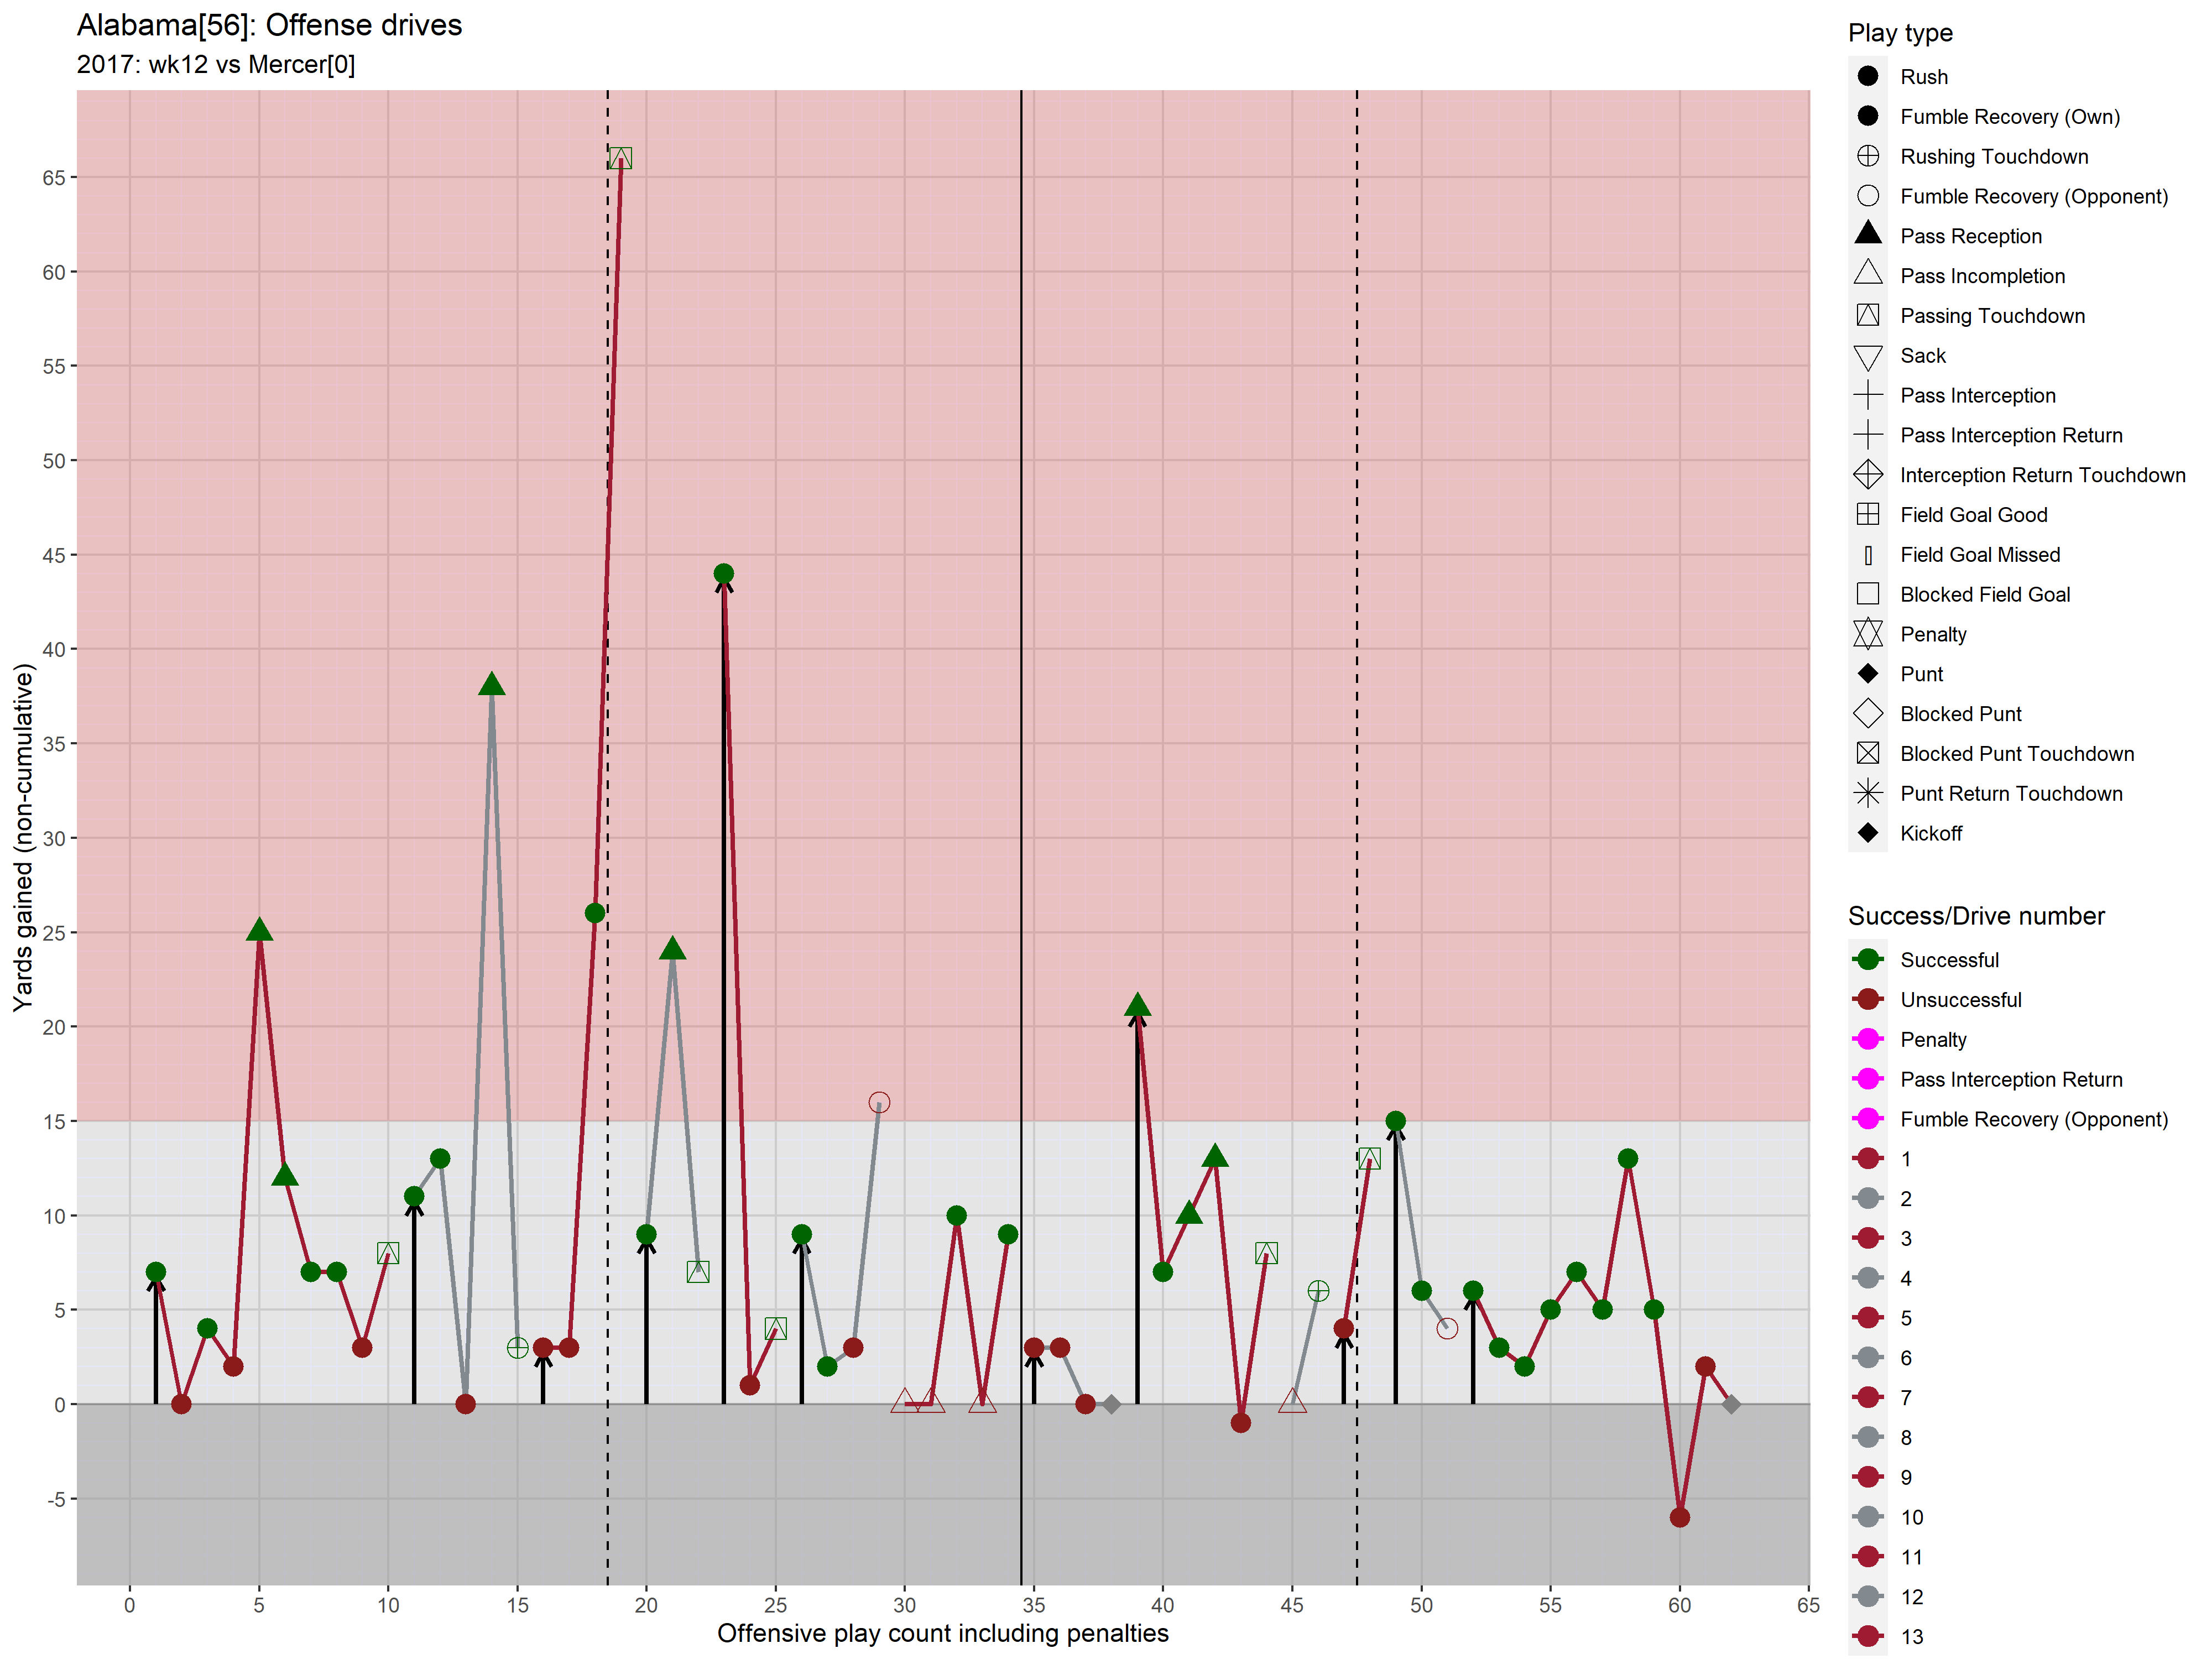 Alabama[56]: Offense drives
2017: wk12 vs Mercer[0]
Yards gained (non-cumulative)
65
60
55
50
45
40
35
30
25
20
15
10
5
0
-5
0 5 10 15 20 25 30 35 40 45 50 55 60 65
Offensive play count including penalties
Play type
Rush
Fumble Recovery (Own)
Rushing Touchdown
Fumble Recovery (Opponent)
Pass Reception
Pass Incompletion
Passing Touchdown
Sack
Pass Interception
Pass Interception Return
Interception Return Touchdown
Field Goal Good
Field Goal Missed
Blocked Field Goal
Penalty
Punt
Blocked Punt
Blocked Punt Touchdown
Punt Return Touchdown
Kickoff
Success/Drive number
Successful
Unsuccessful
Penalty
Pass Interception Return
Fumble Recovery (Opponent)
1
2
3
4
5
6
7
8
9
10
11
12
13